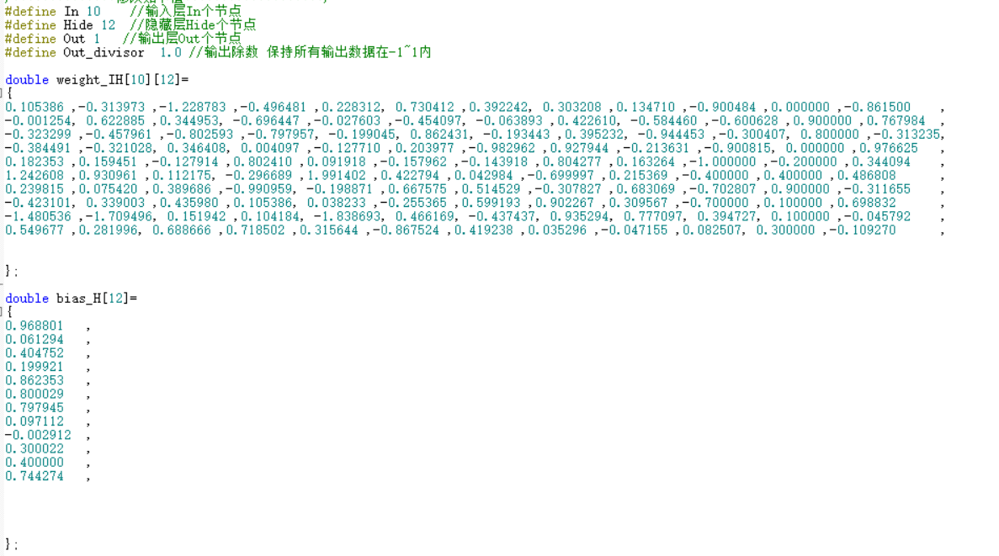 #define In 10    //输入层In个节点
#define Hide 12  //隐藏层Hide个节点
#define Out 1   //输出层Out个节点
#define Out_divisor  1.0 //输出除数 保持所有输出数据在-1~1内
double weight_IH[10][12]=
{
0.105386 ,-0.313973 ,-1.228783 ,-0.496481 ,0.228312, 0.730412 ,0.392242, 0.303208 ,0.134710 ,-0.900484 ,0.000000 ,-0.861500    ,
-0.001254, 0.622885 ,0.344953, -0.696447 ,-0.027603 ,-0.454097, -0.063893 ,0.422610, -0.584460 ,-0.600628 ,0.900000 ,0.767984  ,
-0.323299 ,-0.457961 ,-0.802593 ,-0.797957, -0.199045, 0.862431, -0.193443 ,0.395232, -0.944453 ,-0.300407, 0.800000 ,-0.313235,
-0.384491 ,-0.321028, 0.346408, 0.004097 ,-0.127710 ,0.203977 ,-0.982962 ,0.927944 ,-0.213631 ,-0.900815, 0.000000 ,0.976625   ,
0.182353 ,0.159451 ,-0.127914 ,0.802410 ,0.091918 ,-0.157962 ,-0.143918 ,0.804277 ,0.163264 ,-1.000000 ,-0.200000 ,0.344094    ,
1.242608 ,0.930961 ,0.112175, -0.296689 ,1.991402 ,0.422794 ,0.042984 ,-0.699997 ,0.215369 ,-0.400000 ,0.400000 ,0.486808      ,
0.239815 ,0.075420 ,0.389686 ,-0.990959, -0.198871 ,0.667575 ,0.514529 ,-0.307827 ,0.683069 ,-0.702807 ,0.900000 ,-0.311655    ,
-0.423101, 0.339003 ,0.435980 ,0.105386, 0.038233 ,-0.255365 ,0.599193 ,0.902267 ,0.309567 ,-0.700000 ,0.100000 ,0.698832      ,
-1.480536 ,-1.709496, 0.151942 ,0.104184, -1.838693, 0.466169, -0.437437, 0.935294, 0.777097, 0.394727, 0.100000 ,-0.045792    ,
0.549677 ,0.281996, 0.688666 ,0.718502 ,0.315644 ,-0.867524 ,0.419238 ,0.035296 ,-0.047155 ,0.082507, 0.300000 ,-0.109270      ,
};
double bias_H[12]=
{
0.968801   ,
0.061294   ,
0.404752   ,
0.199921   ,
0.862353   ,
0.800029   ,
0.797945   ,
0.097112   ,
-0.002912  ,
0.300022   ,
0.400000   ,
0.744274   ,
};